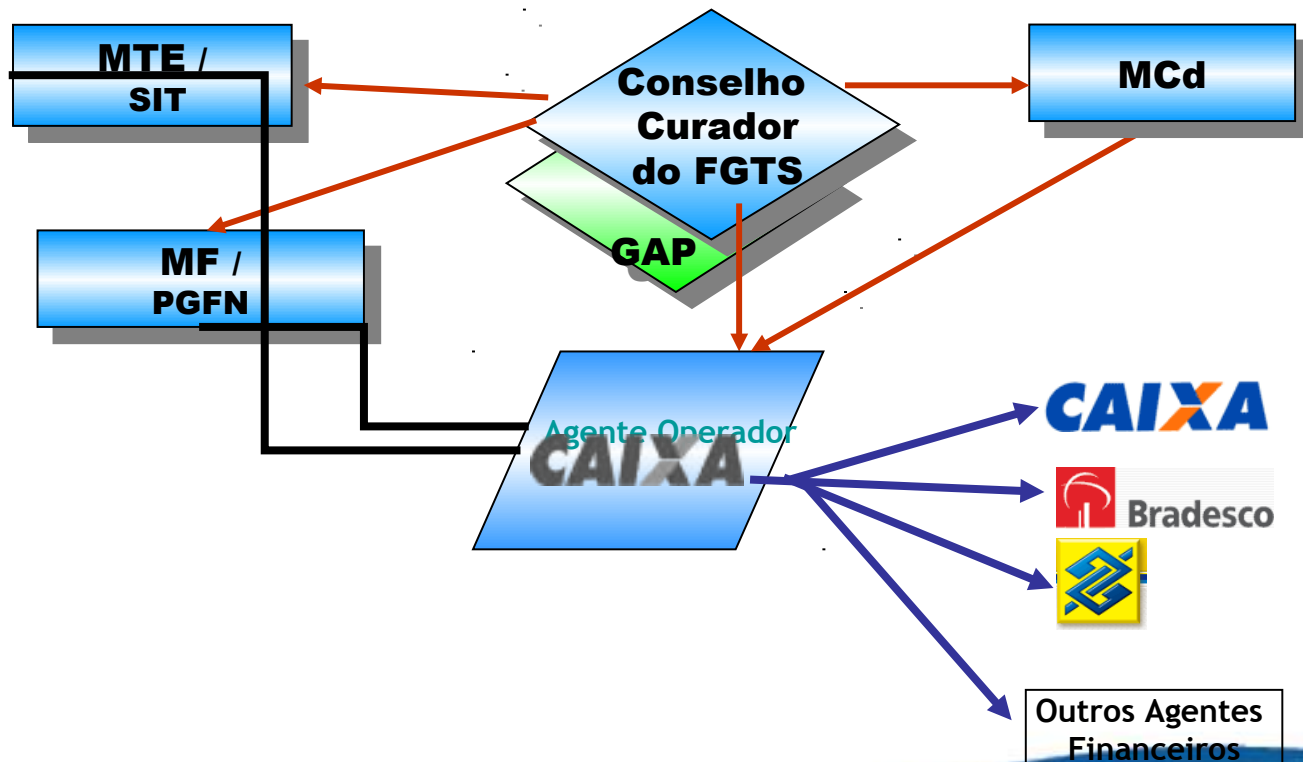 MTE /
SIT
Conselho
Curador
do FGTS
MCd
GAP
MF /
PGFN
Agente Operador
CAIXA
CAIXA
Bradesco
Outros Agentes
Financeiros